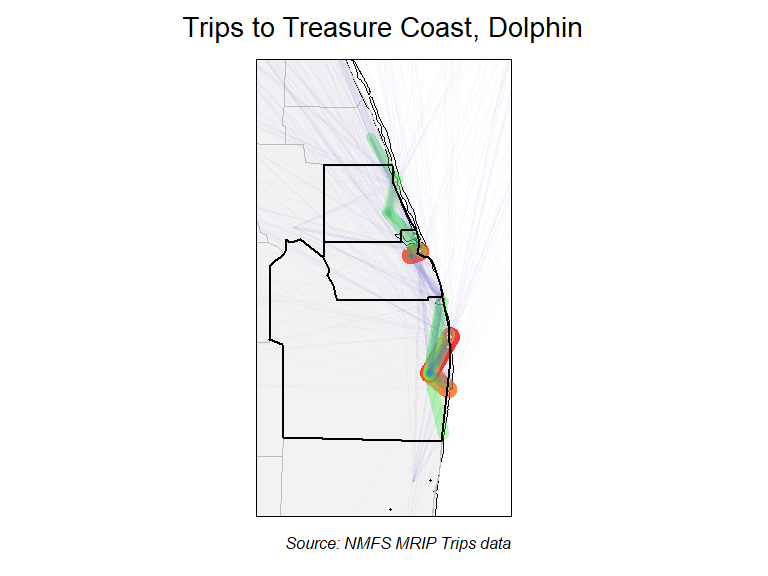 Trips to Treasure Coast, Dolphin
Source: NMFS MRIP Trips data